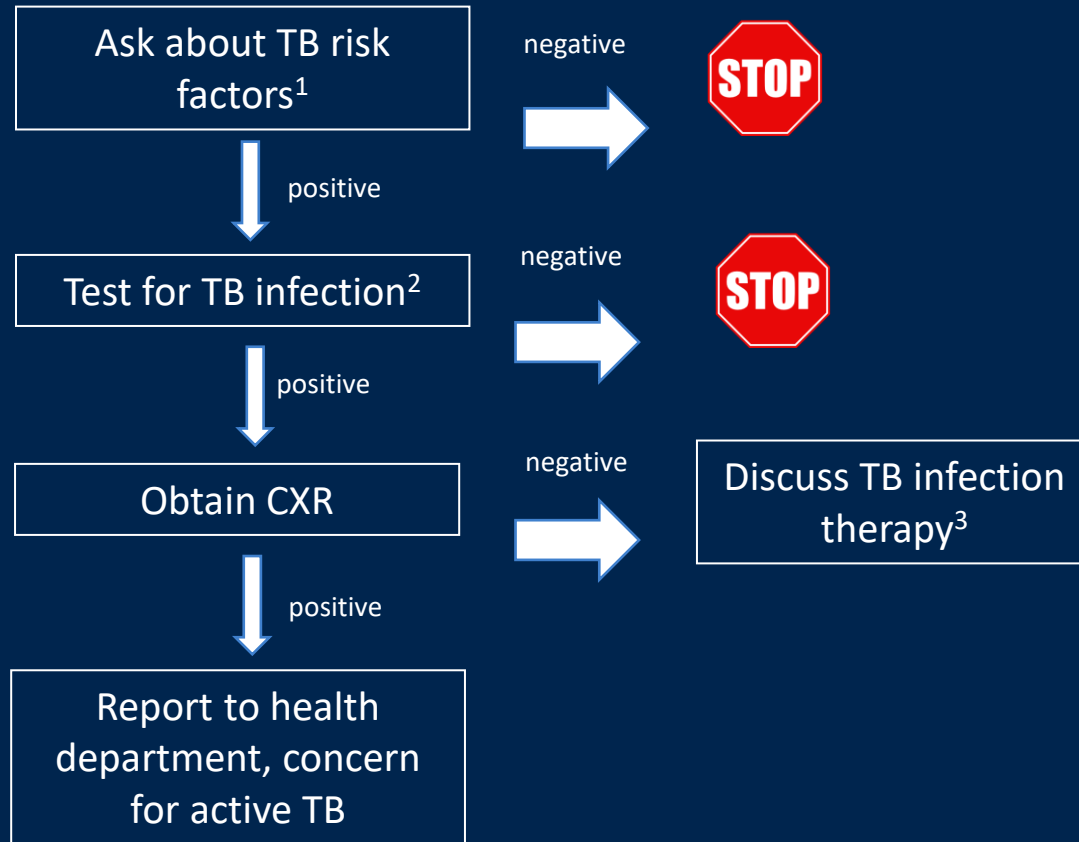 Ask about TB risk
factors1
negative
STOP
positive
Test for TB infection2
negative
STOP
positive
Obtain CXR
negative
Discuss TB infection
therapy3
positive
Report to health
department, concern
for active TB